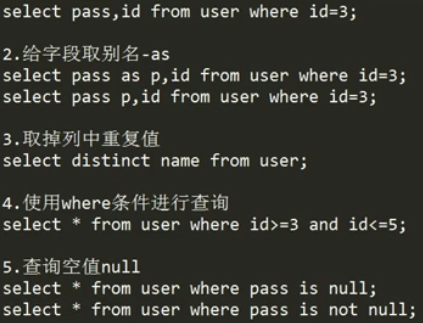 select pass,id from user where id=3;
2.给字段取别名-as
select pass as p,id from user where id=3;
select pass p,id from user where id=3;
3.取掉列中重复值
select distinct name from user;
4.使用where条件进行查询
select * from user where id>=3 and id<=5;
5.查询空值null
select * from user where pass is null;
select * from user where pass is not null;